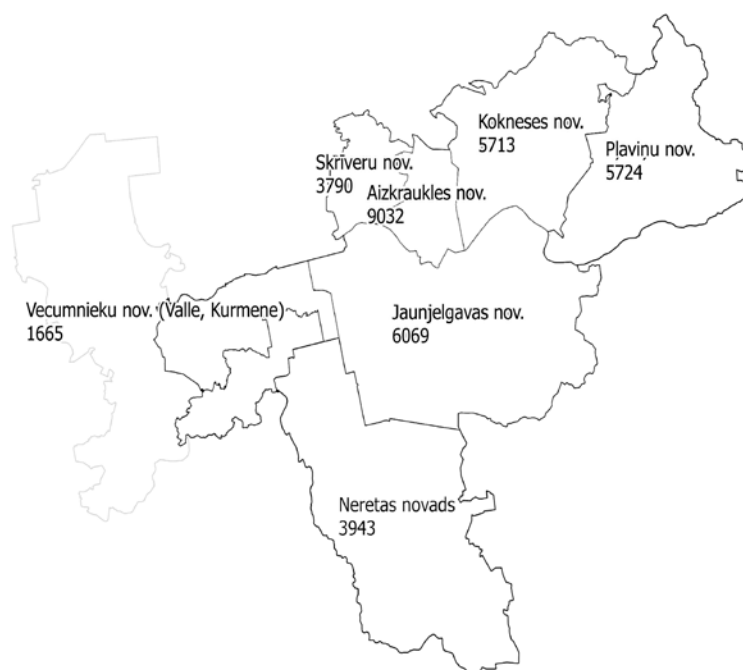 Kokneses nov.
5713
Pļaviņu nov.
5724
Skrīveru nov.
3790
Aizkraukles nov.
9032
Vecumnieku nov. (Valle, Kurmene)
1665
Jaunjelgavas nov.
6069
Neretas novads
3943